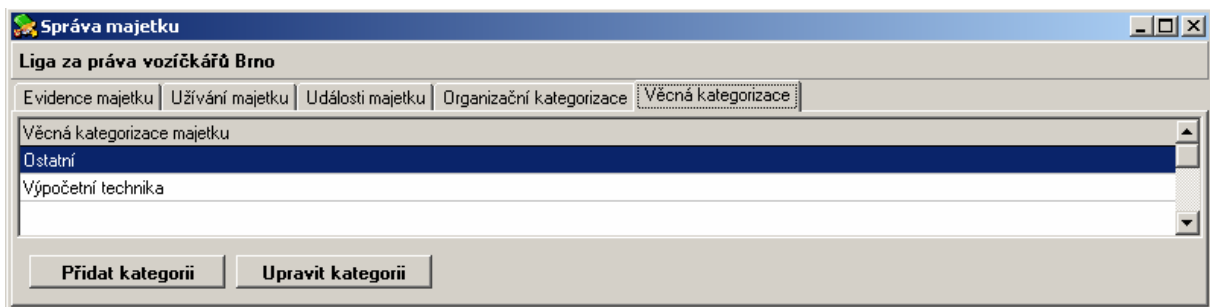 Správa majetku
Liga za práva vozíčkářů Brno
Evidence majetku Užívání majetku Události majetku Organizační kategorizace Věcná kategorizace
Věcná kategorizace majetku
Ostatní
Výpočetní technika
Přidat kategorii Upravit kategorii